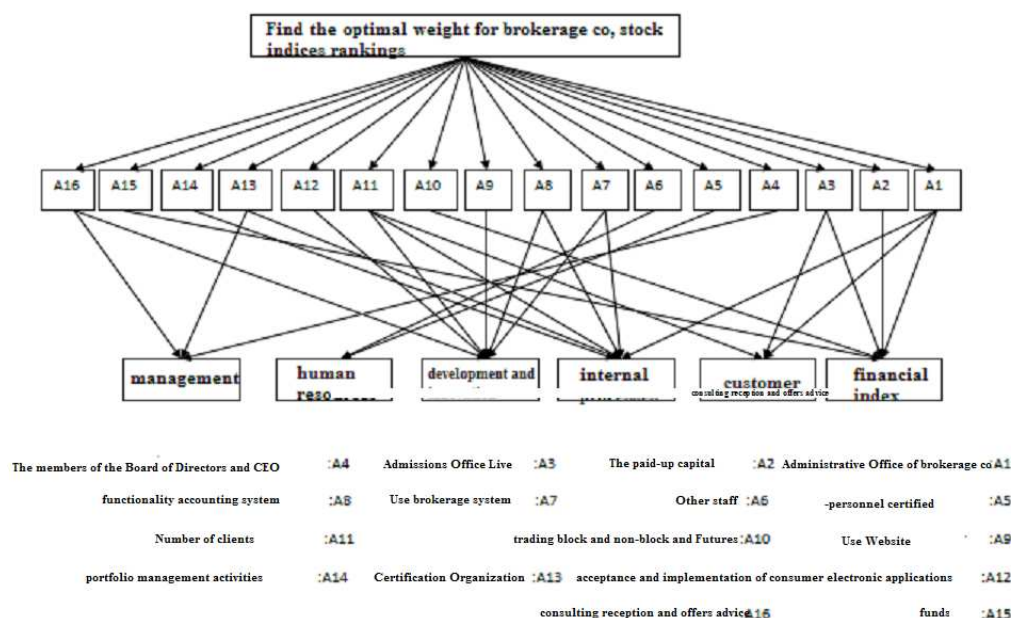 Find the optimal weight for brokerage co, stock
indices rankings
A16 A15 A14 A13 A12 A11 A10 A9 A8 A7 A6 A5 A4 A3 A2 A1
management human development and internal customer financial
consulting reception and offers advice
index
The members of the Board of Directors and CEO :A4 Admissions Office Live :A3 The paid-up capital :A2 Administrative Office of brokerage co :A1
functionality accounting system :A8 Use brokerage system :A7 Other staff :A6 -personnel certified :A5
Number of clients :A11 trading block and non-block and Futures :A10 Use Website :A9
portfolio management activities :A14 Certification Organization :A13 acceptance and implementation of consumer electronic applications :A12
consulting reception and offers advice A16 funds :A15